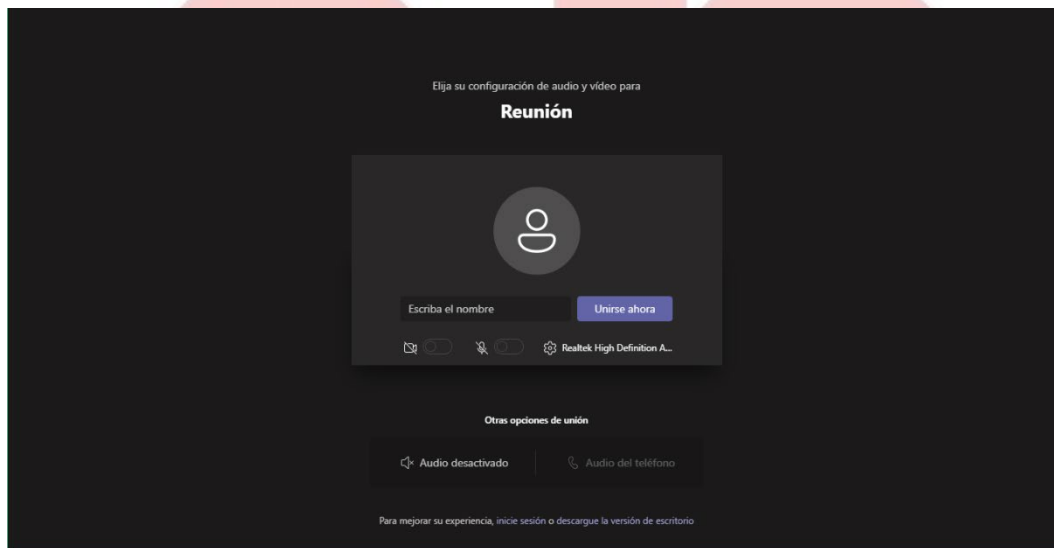 Elija su configuración de audio y vídeo para
Reunión
Escriba el nombre
Unirse ahora
Realtek High Definition A...
Otras opciones de unión
Audio desactivado
Audio del teléfono
Para mejorar su experiencia, inicie sesión o descargue la versión de escritorio